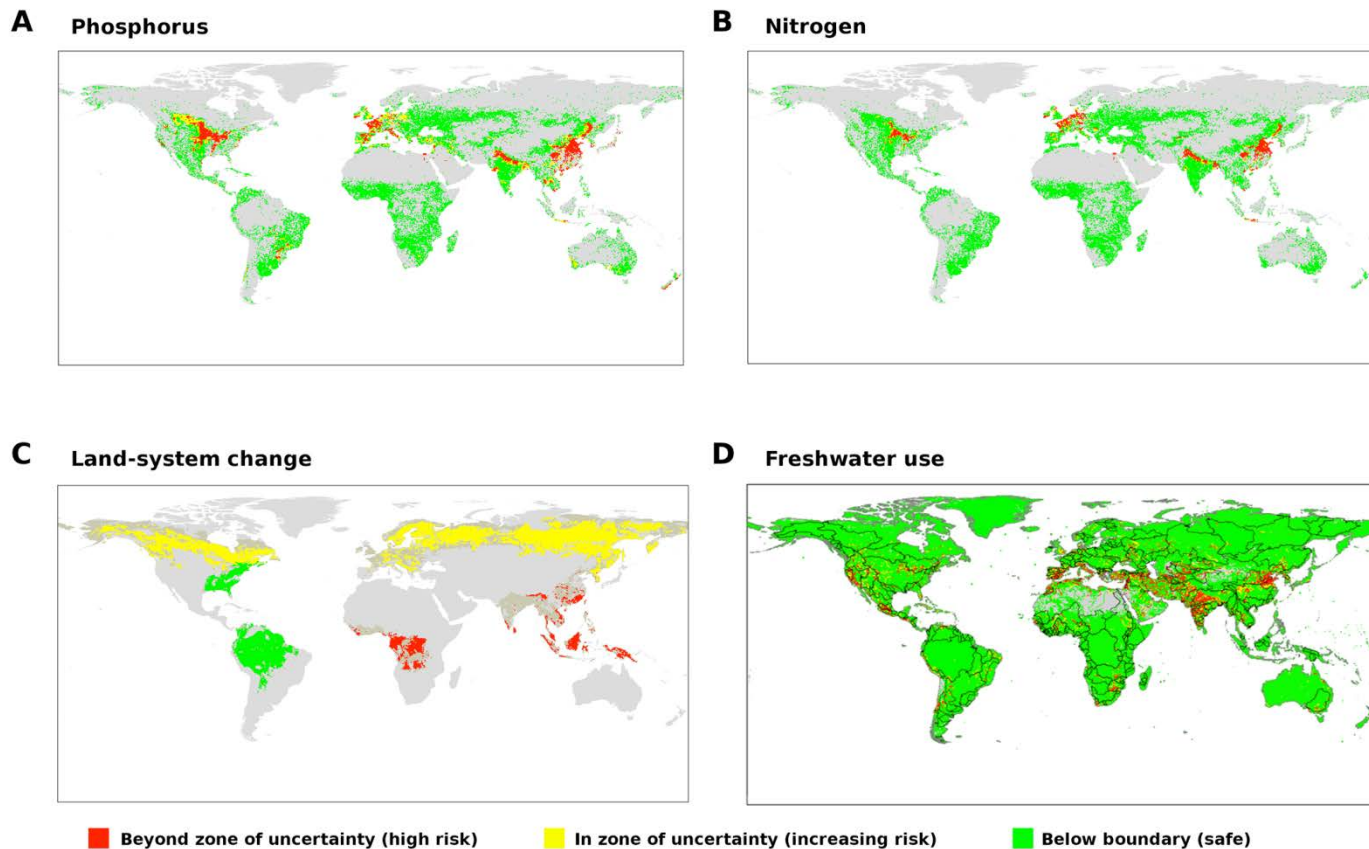 A Phosphorus
B Nitrogen
C Land-system change
D Freshwater use
Beyond zone of uncertainty (high risk)
In zone of uncertainty (increasing risk)
Below boundary (safe)